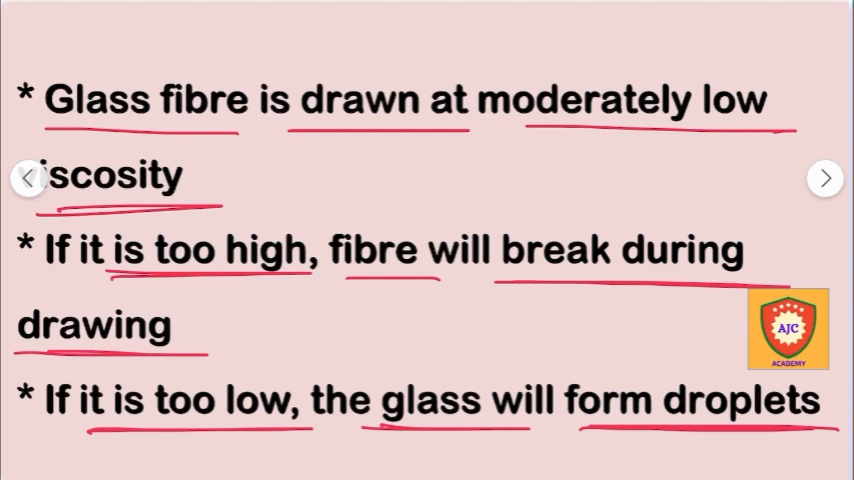 * Glass fibre is drawn at moderately low
viscosity
* If it is too high, fibre will break during
drawing
AJC
ACADEMY
* If it is too low, the glass will form droplets